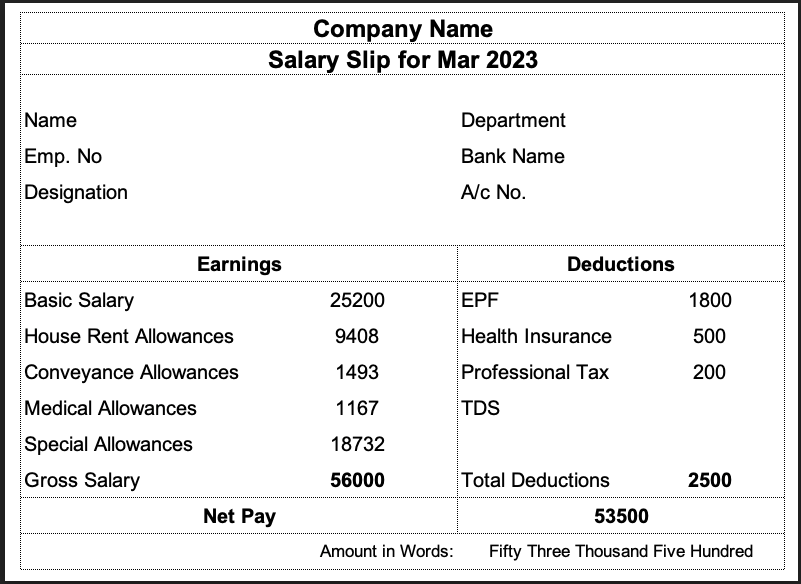 Company Name
Salary Slip for Mar 2023
Name Department
Emp. No Bank Name
Designation A/c No.
Earnings Deductions
Basic Salary 25200 EPF 1800
House Rent Allowances 9408 Health Insurance 500
Conveyance Allowances 1493 Professional Tax 200
Medical Allowances 1167 TDS
Special Allowances 18732
Gross Salary 56000 Total Deductions 2500
Net Pay 53500
Amount in Words: Fifty Three Thousand Five Hundred